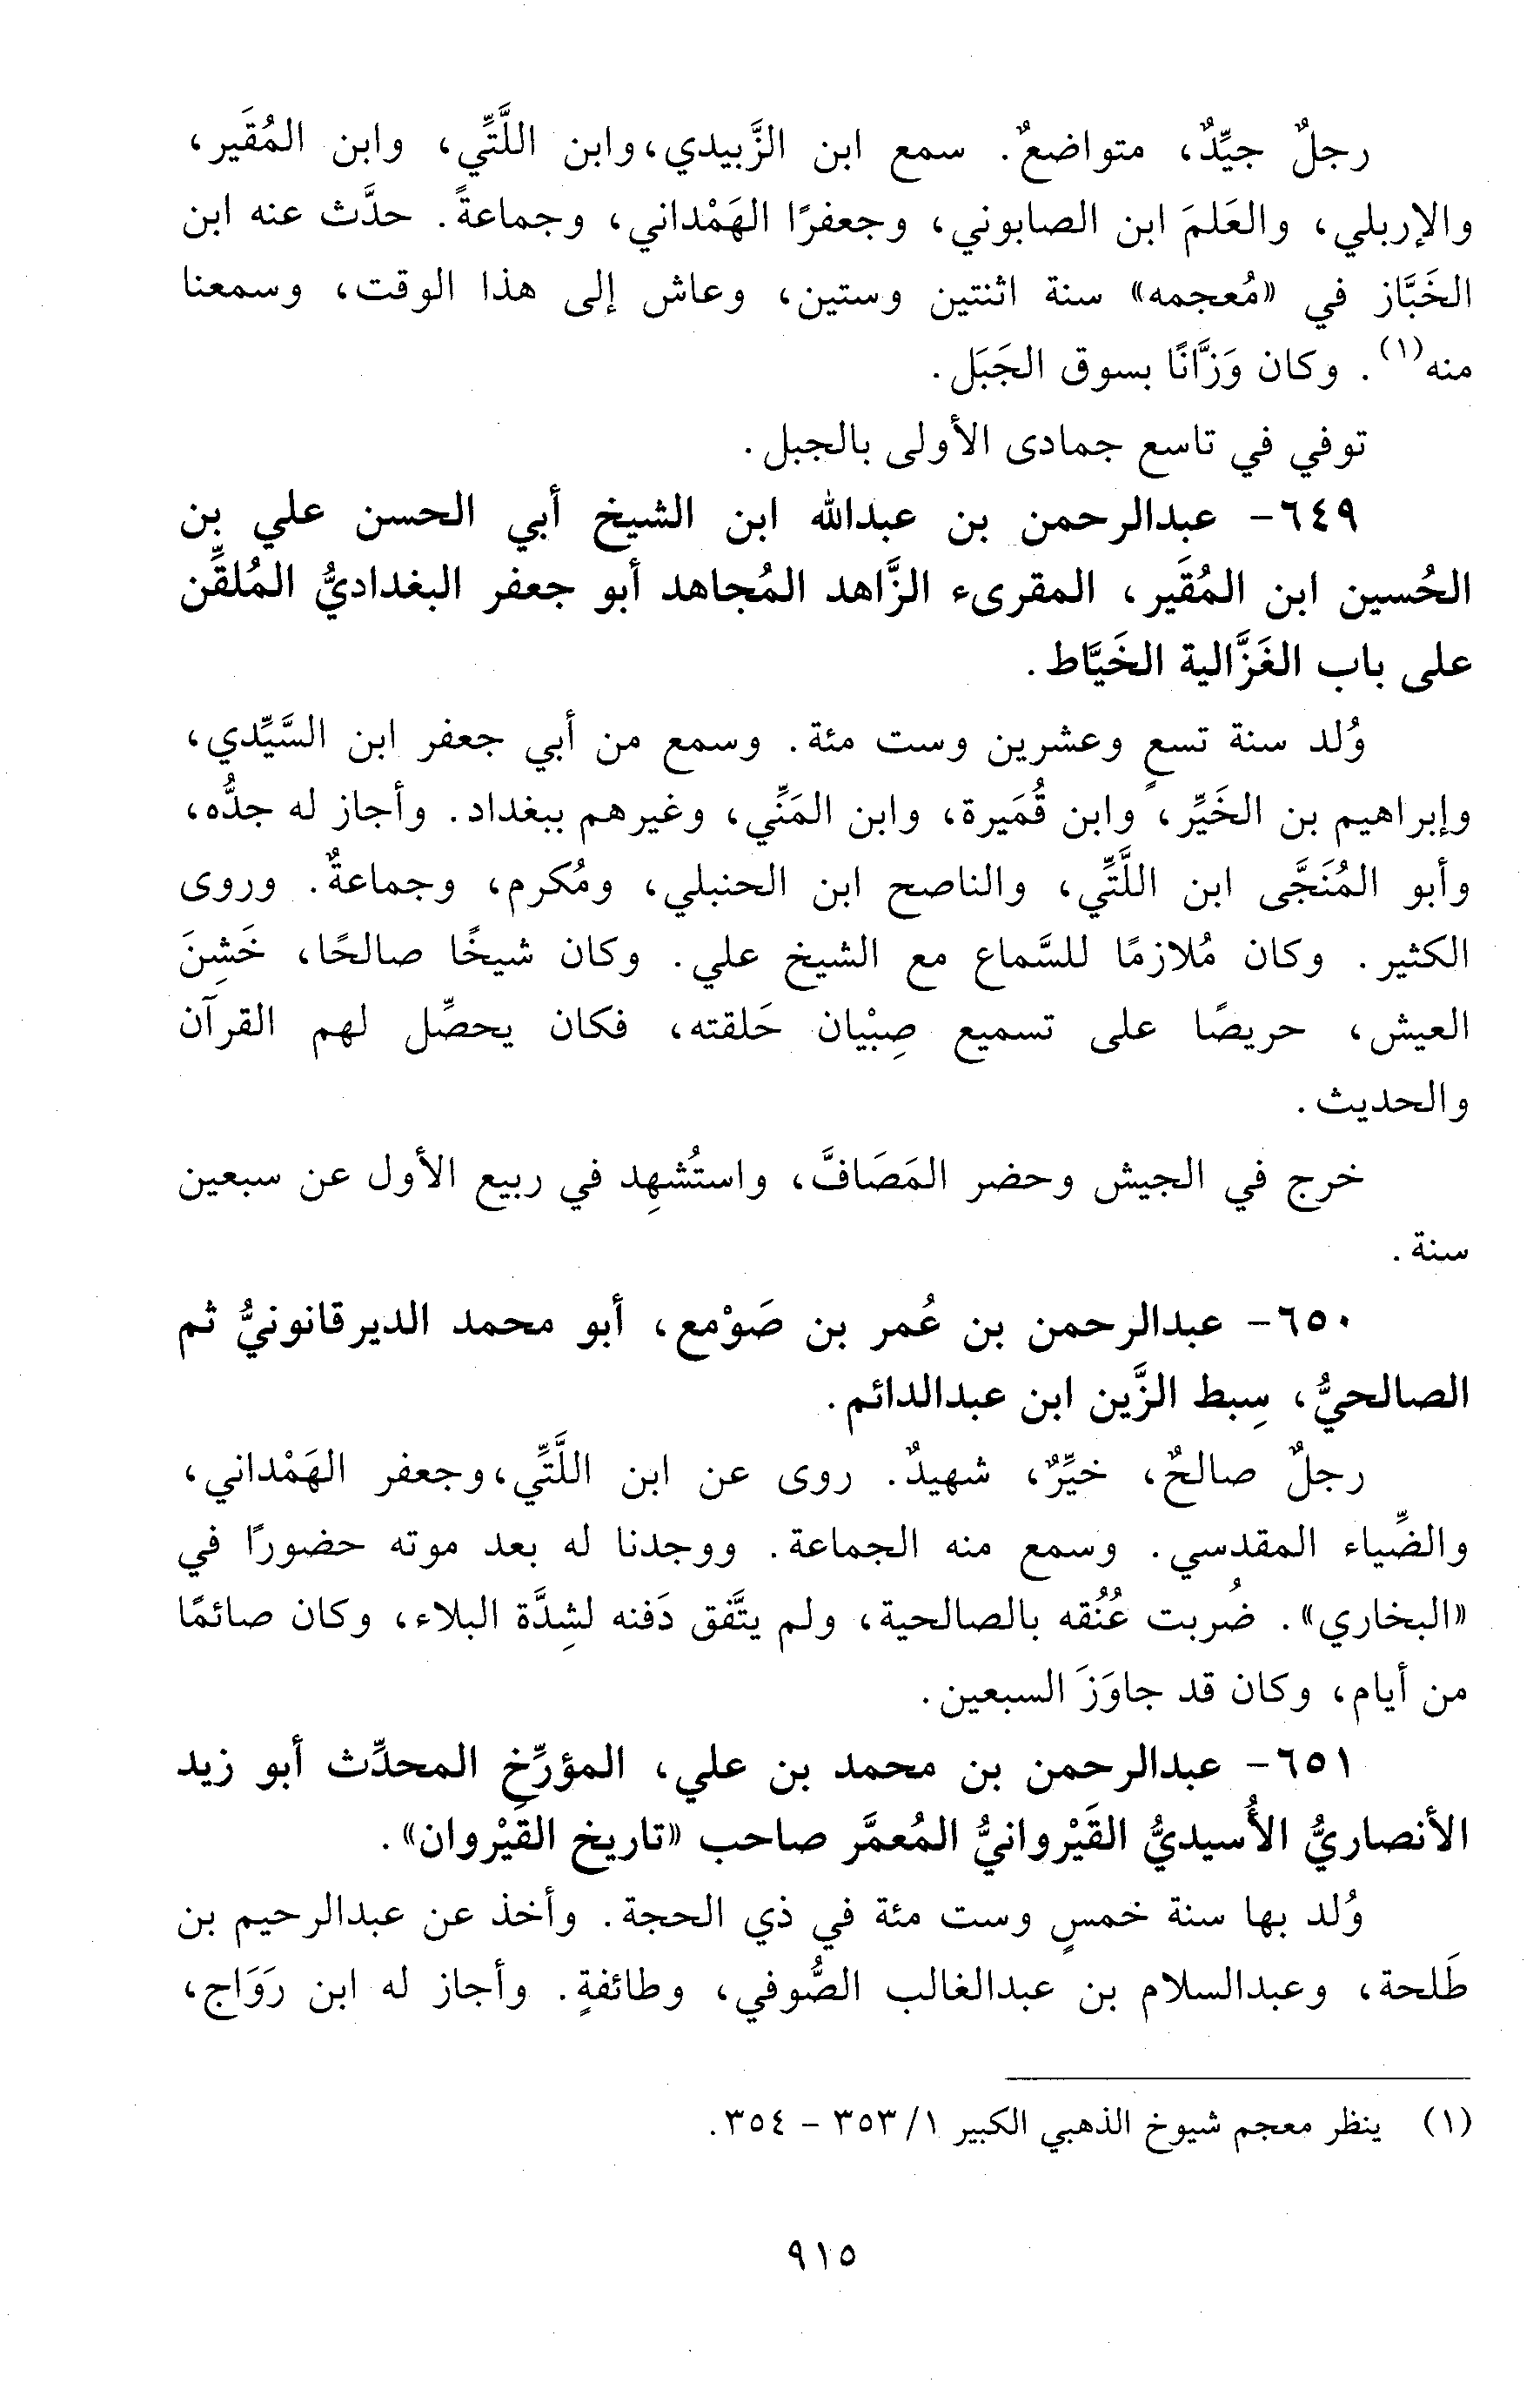 رجلٌ جيِّدٌ، متواضعٌ. سمع ابن الزَّبيدي، وابن اللَّتِّي، وابن المُقَير،
والإربلي، والعَلمَ ابن الصابوني، وجعفرًا الهَمْداني، وجماعةً. حدَّث عنه ابن
الخَبَّاز في «مُعجمه» سنة اثنتين وستين، وعاش إلى هذا الوقت، وسمعنا
منه(١). وكان وَزَّانًا بسوق الجَبَل.
توفي في تاسع جمادى الأولى بالجبل.
٦٤٩- عبدالرحمن بن عبدالله ابن الشيخ أبي الحسن علي بن
الحُسين ابن المُقَير، المقرىء الزَّاهد المُجاهد أبو جعفر البغداديُّ المُلقِّن
على باب الغَزَّالية الخَيَّاط.
وُلد سنة تسعٍ وعشرين وست مئة. وسمع من أبي جعفر ابن السَّيِّدي،
وإبراهيم بن الخَيِّر، وابن قُمَيرة، وابن المَنِّي، وغيرهم ببغداد. وأجاز له جدُّه،
وأبو المُنَجَّى ابن اللَّتِّي، والناصح ابن الحنبلي، ومُكرم، وجماعةٌ. وروى
الكثير. وكان مُلازمًا للسَّماع مع الشيخ علي. وكان شيخًا صالحًا، خَشِنَ
العيش، حريصًا على تسميع صِبْيان حَلقته، فكان يحصِّل لهم القرآن
والحديث.
خرج في الجيش وحضر المَصَافَّ، واستُشهِد في ربيع الأول عن سبعين
سنة.
٦٥٠- عبدالرحمن بن عُمر بن صَوْمع، أبو محمد الديرقانونيُّ ثم
الصالحيُّ، سِبط الزَّين ابن عبدالدائم.
رجلٌ صالحٌ، خيِّرٌ، شهيدٌ. روى عن ابن اللَّتِّي، وجعفر الهَمْداني،
والضِّياء المقدسي. وسمع منه الجماعة. ووجدنا له بعد موته حضورًا في
«البخاري». ضُربت عُنُقه بالصالحية، ولم يتَّفق دَفنه لشِدَّة البلاء، وكان صائمًا
من أيام، وكان قد جاوَزَ السبعين.
٦٥١- عبدالرحمن بن محمد بن علي، المؤرِّخ المحدِّث أبو زيد
الأنصاريُّ الأُسيديُّ القَيْروانيُّ المُعمَّر صاحب «تاريخ القَيْروان».
وُلد بها سنة خمسٍ وست مئة في ذي الحجة. وأخذ عن عبدالرحيم بن
طَلحة، وعبدالسلام بن عبدالغالب الصُّوفي، وطائفةٍ. وأجاز له ابن رَوَاج،
(١) ينظر معجم شيوخ الذهبي الكبير ١/ ٣٥٣ - ٣٥٤.
٩١٥